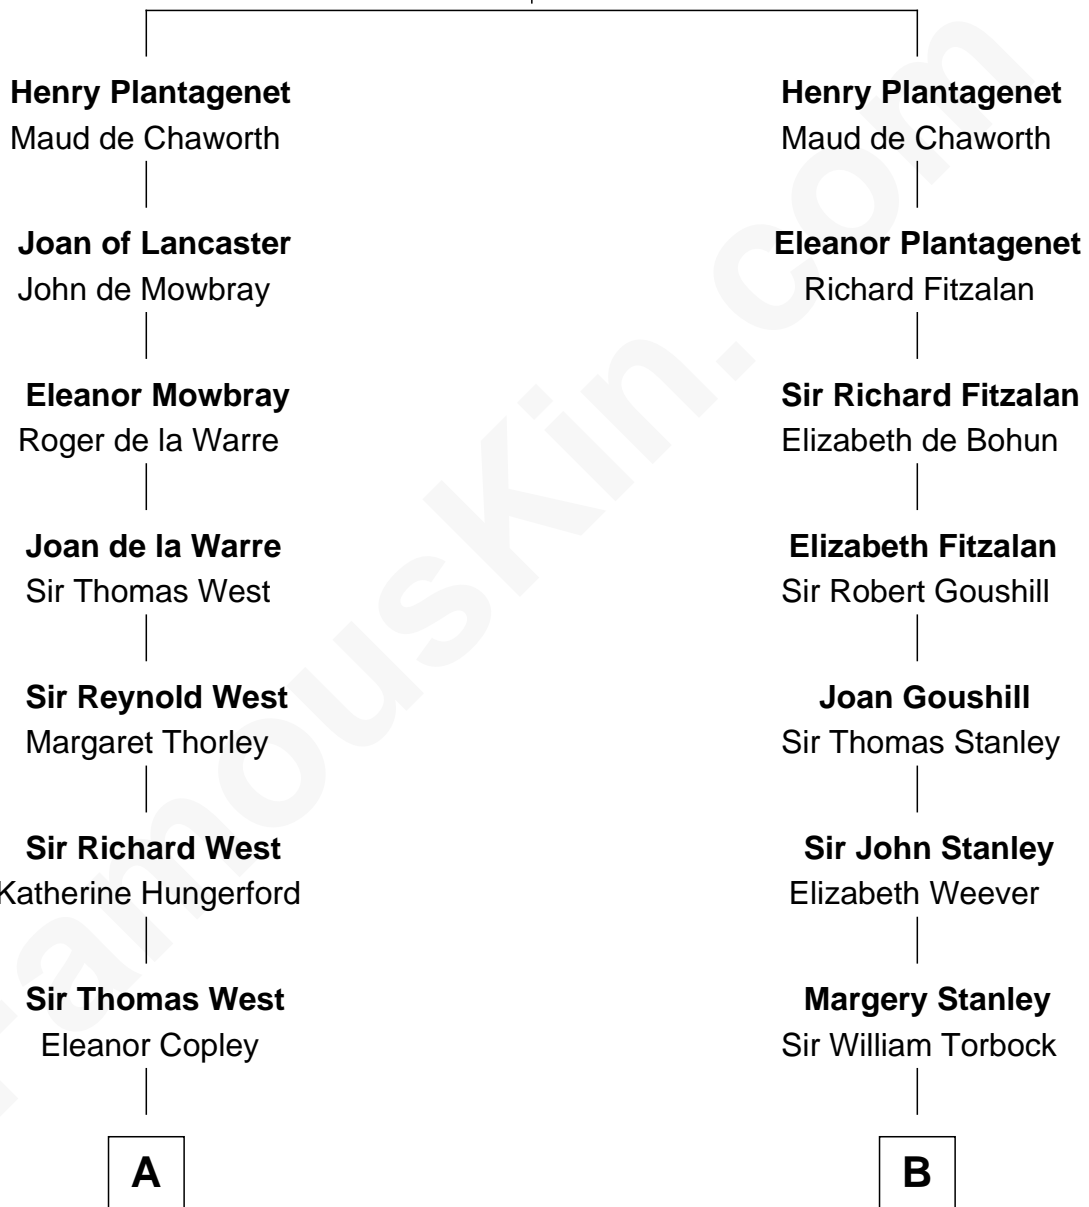 Henry Plantagenet
Maud de Chaworth
Joan of Lancaster
John de Mowbray
Eleanor Mowbray
Roger de la Warre
Joan de la Warre
Sir Thomas West
Sir Reynold West
Margaret Thorley
Sir Richard West
Katherine Hungerford
Sir Thomas West
Eleanor Copley
A
Henry Plantagenet
Maud de Chaworth
Eleanor Plantagenet
Richard Fitzalan
Sir Richard Fitzalan
Elizabeth de Bohun
Elizabeth Fitzalan
Sir Robert Goushill
Joan Goushill
Sir Thomas Stanley
Sir John Stanley
Elizabeth Weever
Margery Stanley
Sir William Torbock
B
FamousKin.com